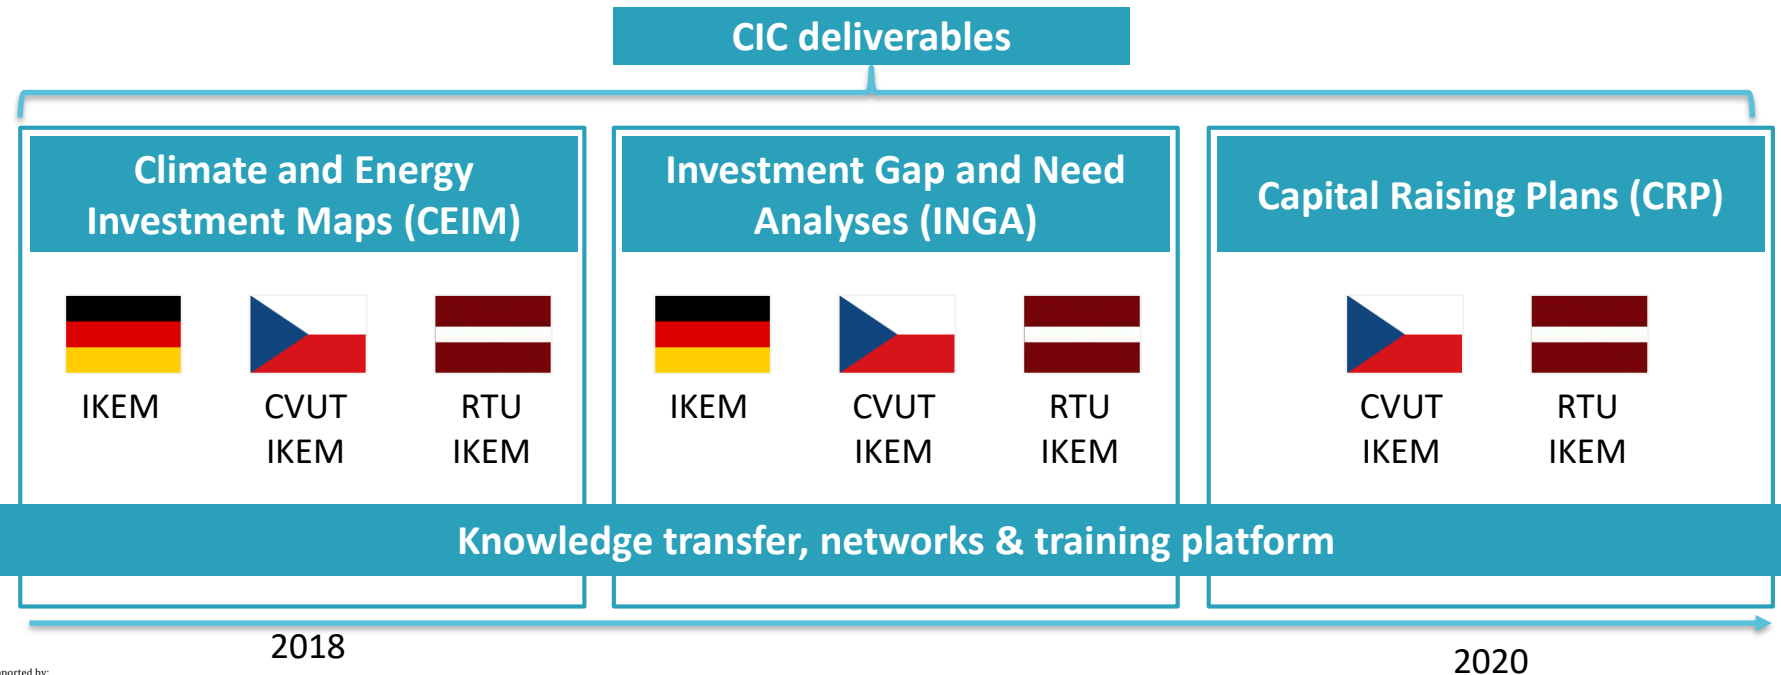 CIC deliverables
Climate and Energy
Investment Maps (CEIM)
IKEM
CVUT
IKEM
RTU
IKEM
Investment Gap and Need
Analyses (INGA)
IKEM
CVUT
IKEM
RTU
IKEM
Capital Raising Plans (CRP)
CVUT
IKEM
RTU
IKEM
Knowledge transfer, networks & training platform
2018
2020
ported by: